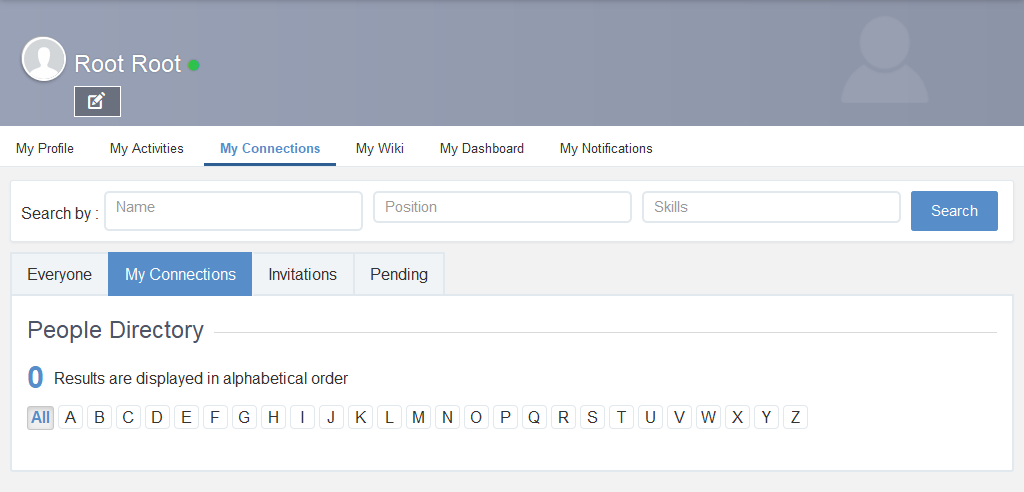 Root Root
My Profile My Activities My Connections My Wiki My Dashboard My Notifications
Search by : Name Position Skills Search
Everyone My Connections Invitations Pending
People Directory
0 Results are displayed in alphabetical order
All A B C D E F G H I J K L M N O P Q R S T U V W X Y Z